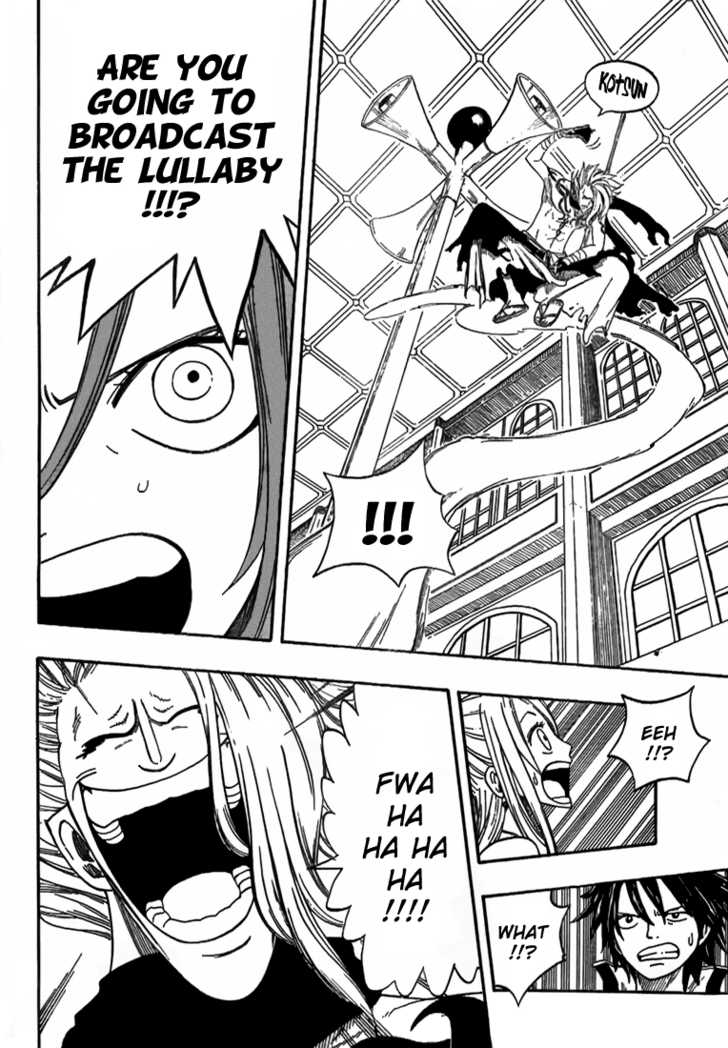 KOTSUN
!!!
ARE YOU
GOING TO
BROADCAST
THE LULLABY
!!!?
EEH
!!?
WHAT
!!?
FWA
HA
HA HA
HA
!!!!